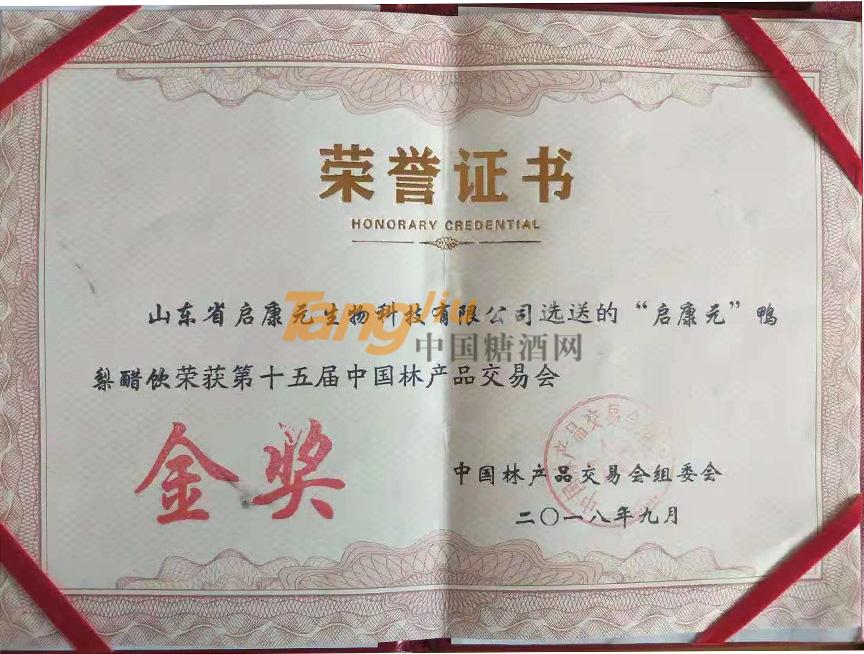 荣誉证书
HONORARY CREDENTIAL
山东省启康元生物科技有限公司选送的“启康元”鸭
梨醋饮荣获第十五届中国林产品交易会
金奖
中国林产品交易会组委会
二〇一八年九月
Tangjiu
中国糖酒网